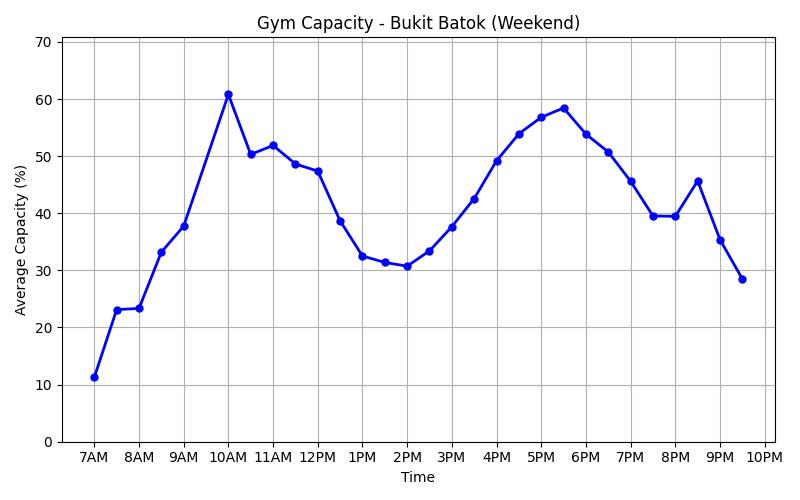 Gym Capacity - Bukit Batok (Weekend)
70
60
50
40
30
20
10
0
Average Capacity (%)
7AM 8AM 9AM 10AM 11AM 12PM 1PM 2PM 3PM 4PM 5PM 6PM 7PM 8PM 9PM 10PM
Time